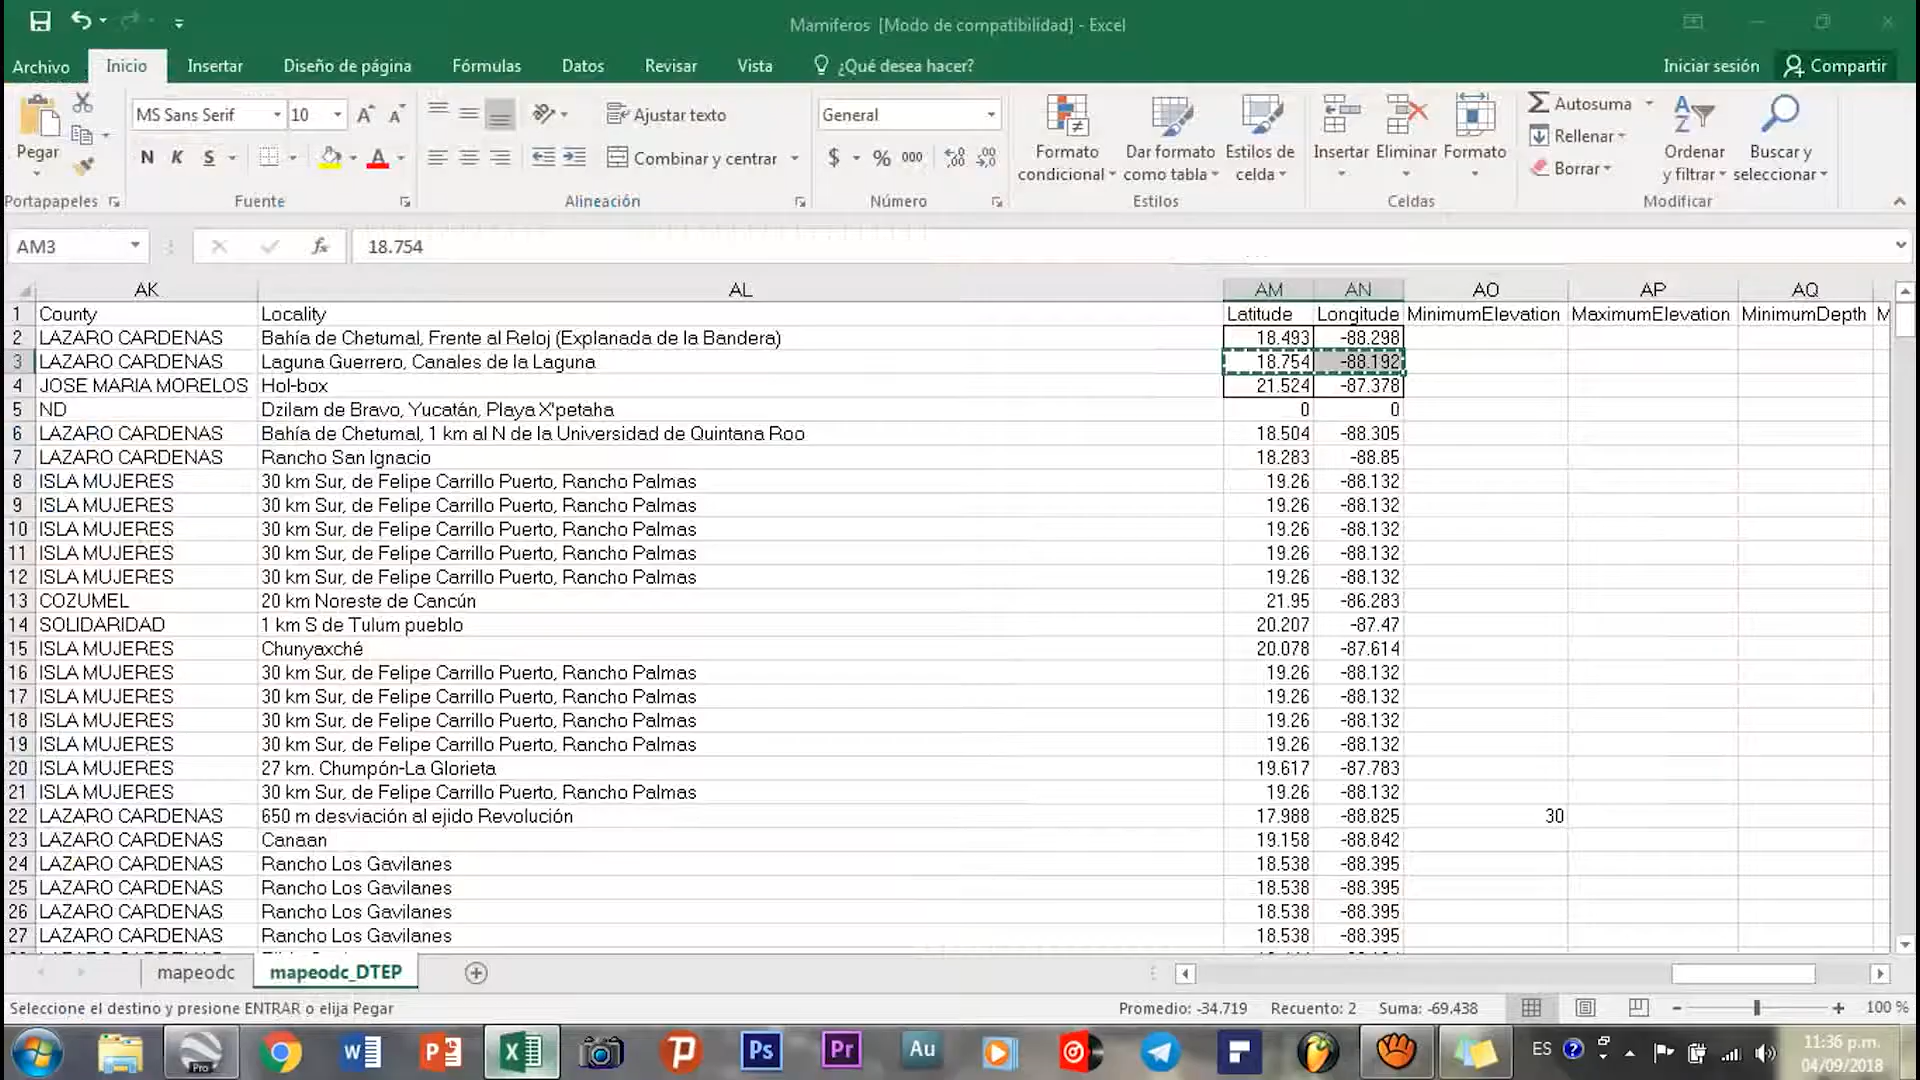 Mamiferos [Modo de compatibilidad] - Excel
Archivo Inicio Insertar Diseño de página Fórmulas Datos Revisar Vista ¿Qué desea hacer? Iniciar sesión Compartir
MS Sans Serif 10 Ajustar texto General Autosuma
Pegar N K S A Combinar y centrar $ % 000 Formato condicional Dar formato como tabla Estilos de celda Insertar Eliminar Formato Rellenar Borrar Ordenar y filtrar Buscar y seleccionar
Portapapeles Fuente Alineación Número Estilos Celdas Modificar
AM3 fx 18.754
AK AL AM AN AO AP AQ
1 County Locality Latitude Longitude MinimumElevation MaximumElevation MinimumDepth M
2 LAZARO CARDENAS Bahía de Chetumal, Frente al Reloj (Explanada de la Bandera) 18.493 -88.298
3 LAZARO CARDENAS Laguna Guerrero, Canales de la Laguna 18.754 -88.192
4 JOSE MARIA MORELOS Hol-box 21.524 -87.378
5 ND Dzilam de Bravo, Yucatán, Playa X'petaha 0 0
6 LAZARO CARDENAS Bahía de Chetumal, 1 km al N de la Universidad de Quintana Roo 18.504 -88.305
7 LAZARO CARDENAS Rancho San Ignacio 18.283 -88.85
8 ISLA MUJERES 30 km Sur, de Felipe Carrillo Puerto, Rancho Palmas 19.26 -88.132
9 ISLA MUJERES 30 km Sur, de Felipe Carrillo Puerto, Rancho Palmas 19.26 -88.132
10 ISLA MUJERES 30 km Sur, de Felipe Carrillo Puerto, Rancho Palmas 19.26 -88.132
11 ISLA MUJERES 30 km Sur, de Felipe Carrillo Puerto, Rancho Palmas 19.26 -88.132
12 ISLA MUJERES 30 km Sur, de Felipe Carrillo Puerto, Rancho Palmas 19.26 -88.132
13 COZUMEL 20 km Noreste de Cancún 21.95 -86.283
14 SOLIDARIDAD 1 km S de Tulum pueblo 20.207 -87.47
15 ISLA MUJERES Chunyaxché 20.078 -87.614
16 ISLA MUJERES 30 km Sur, de Felipe Carrillo Puerto, Rancho Palmas 19.26 -88.132
17 ISLA MUJERES 30 km Sur, de Felipe Carrillo Puerto, Rancho Palmas 19.26 -88.132
18 ISLA MUJERES 30 km Sur, de Felipe Carrillo Puerto, Rancho Palmas 19.26 -88.132
19 ISLA MUJERES 30 km Sur, de Felipe Carrillo Puerto, Rancho Palmas 19.26 -88.132
20 ISLA MUJERES 27 km. Chumpón-La Glorieta 19.617 -87.783
21 ISLA MUJERES 30 km Sur, de Felipe Carrillo Puerto, Rancho Palmas 19.26 -88.132
22 LAZARO CARDENAS 650 m desviación al ejido Revolución 17.988 -88.825 30
23 LAZARO CARDENAS Canaan 19.158 -88.842
24 LAZARO CARDENAS Rancho Los Gavilanes 18.538 -88.395
25 LAZARO CARDENAS Rancho Los Gavilanes 18.538 -88.395
26 LAZARO CARDENAS Rancho Los Gavilanes 18.538 -88.395
27 LAZARO CARDENAS Rancho Los Gavilanes 18.538 -88.395
mapeodc mapeodc_DTEP
Seleccione el destino y presione ENTRAR o elija Pegar Promedio: -34.719 Recuento: 2 Suma: -69.438 100 %
Pro Ps Pr Au ES 11:36 p.m.
04/09/2018